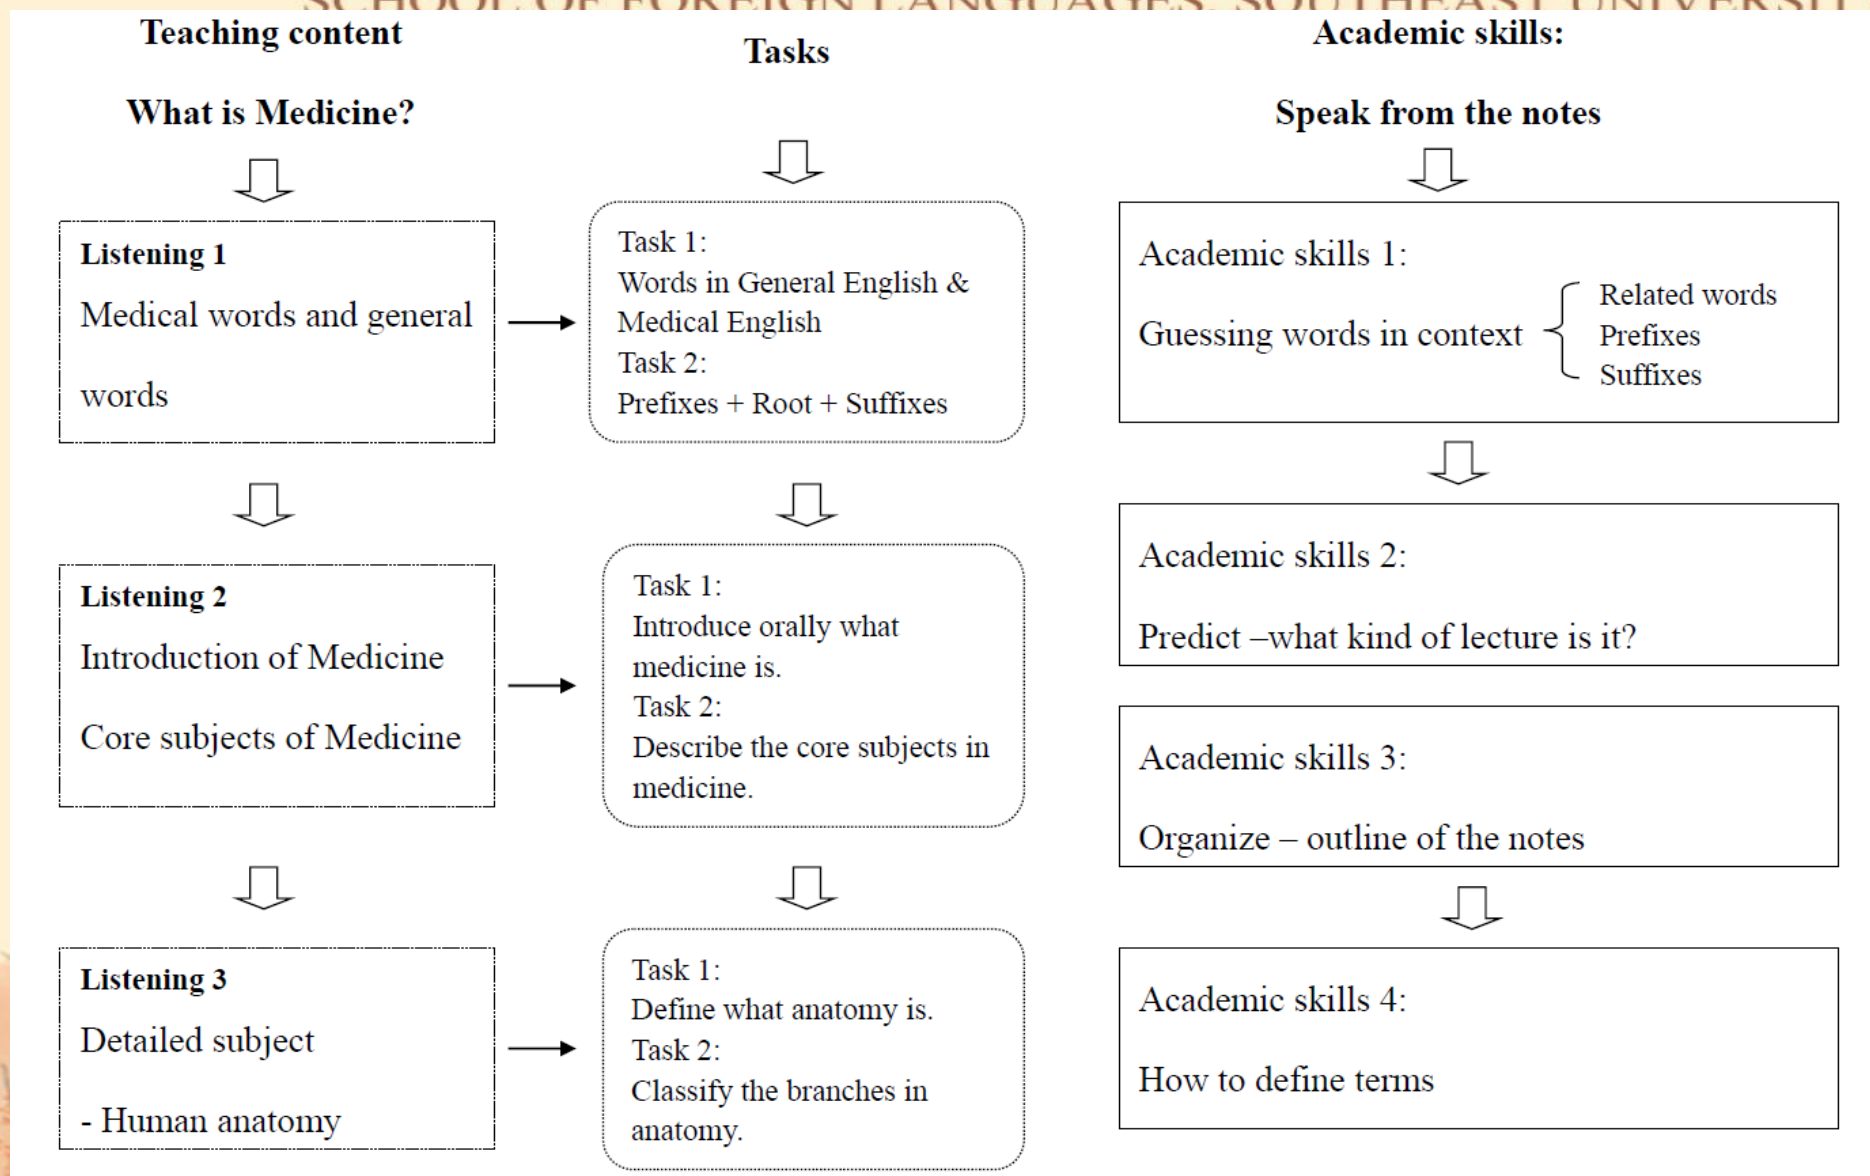 SCHOOL OF FOREIGN LANGUAGES, SOUTHEAST
Teaching content
What is Medicine?
Listening 1
Medical words and general
words
Listening 2
Introduction of Medicine
Core subjects of Medicine
Listening 3
Detailed subject
- Human anatomy
Tasks
Task 1:
Words in General English &
Medical English
Task 2:
Prefixes + Root + Suffixes
Task 1:
Introduce orally what
medicine is.
Task 2:
Describe the core subjects in
medicine.
Task 1:
Define what anatomy is.
Task 2:
Classify the branches in
anatomy.
Academic skills:
Speak from the notes
Academic skills 1:
Guessing words in context
Related words
Prefixes
Suffixes
Academic skills 2:
Predict –what kind of lecture is it?
Academic skills 3:
Organize – outline of the notes
Academic skills 4:
How to define terms